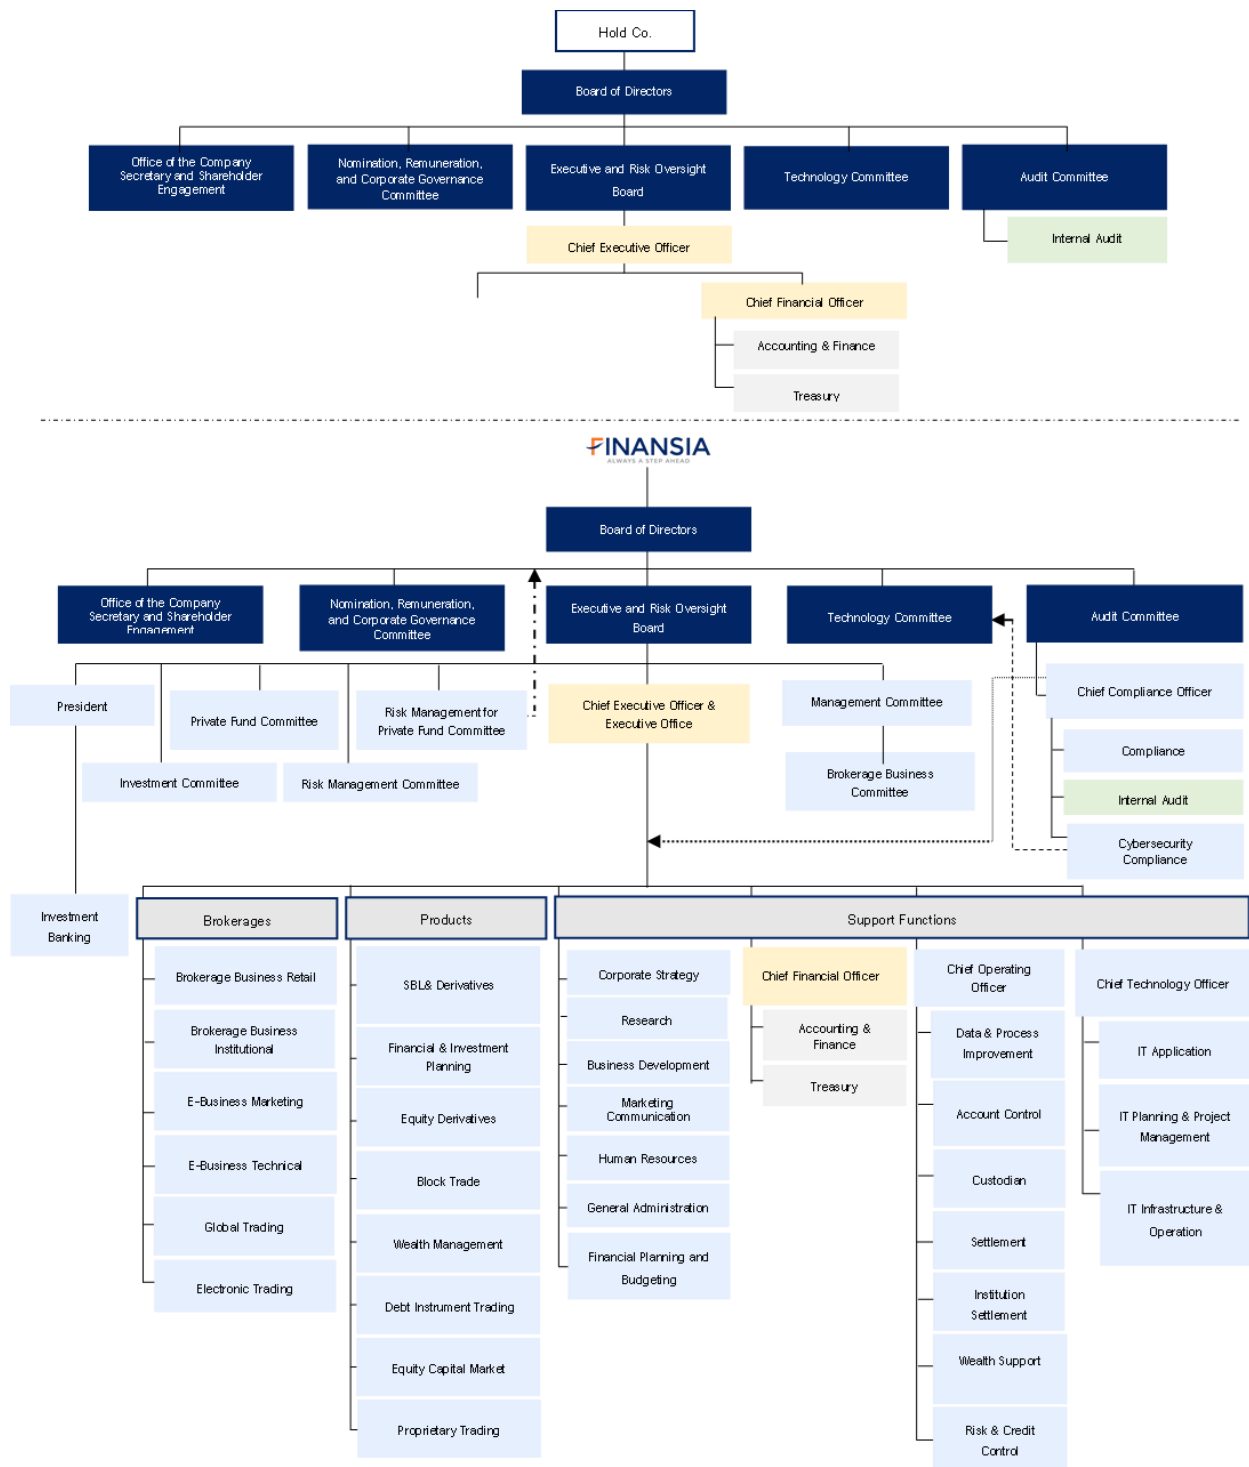 Hold Co.
Board of Directors
Office of the Company
Secretary and Shareholder
Engagement
Nomination, Remuneration,
and Corporate Governance
Committee
Executive and Risk Oversight
Board
Technology Committee
Audit Committee
Internal Audit
Chief Executive Officer
Chief Financial Officer
Accounting & Finance
Treasury
FINANSIA
ALWAYS A STEP AHEAD
Board of Directors
Office of the Company
Secretary and Shareholder
Engagement
Nomination, Remuneration,
and Corporate Governance
Committee
Executive and Risk Oversight
Board
Technology Committee
Audit Committee
President
Private Fund Committee
Risk Management for
Private Fund Committee
Chief Executive Officer &
Executive Office
Management Committee
Chief Compliance Officer
Investment Committee
Risk Management Committee
Brokerage Business
Committee
Compliance
Internal Audit
Cybersecurity
Compliance
Investment
Banking
Brokerages
Products
Support Functions
Brokerage Business Retail
Brokerage Business
Institutional
E-Business Marketing
E-Business Technical
Global Trading
Electronic Trading
SBL& Derivatives
Financial & Investment
Planning
Equity Derivatives
Block Trade
Wealth Management
Debt Instrument Trading
Equity Capital Market
Proprietary Trading
Corporate Strategy
Research
Business Development
Marketing
Communication
Human Resources
General Administration
Financial Planning and
Budgeting
Chief Financial Officer
Accounting &
Finance
Treasury
Chief Operating
Officer
Data & Process
Improvement
Account Control
Custodian
Settlement
Institution
Settlement
Wealth Support
Risk & Credit
Control
Chief Technology Officer
IT Application
IT Planning & Project
Management
IT Infrastructure &
Operation